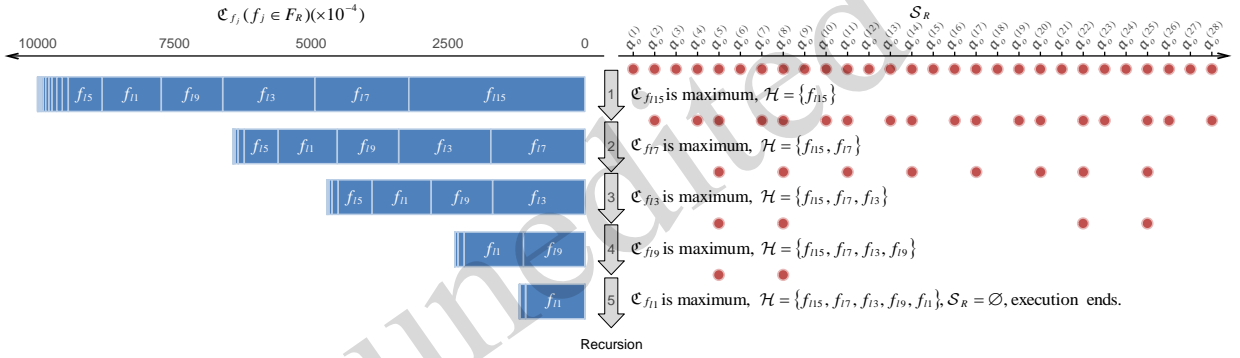 ℭ_{f_j} (f_j ∈ F_R)(×10⁻⁴)
𝒮_R
10000 7500 5000 2500 0
a_o^{(1)} a_o^{(2)} a_o^{(3)} a_o^{(4)} a_o^{(5)} a_o^{(6)} a_o^{(7)} a_o^{(8)} a_o^{(9)} a_o^{(10)} a_o^{(11)} a_o^{(12)} a_o^{(13)} a_o^{(14)} a_o^{(15)} a_o^{(16)} a_o^{(17)} a_o^{(18)} a_o^{(19)} a_o^{(20)} a_o^{(21)} a_o^{(22)} a_o^{(23)} a_o^{(24)} a_o^{(25)} a_o^{(26)} a_o^{(27)} a_o^{(28)}
f_{l5} f_{l1} f_{l9} f_{l3} f_{l7} f_{l15}
1
ℭ_{f_{l15}} is maximum, ℋ = {f_{l15}}
f_{l5} f_{l1} f_{l9} f_{l3} f_{l7}
2
ℭ_{f_{l7}} is maximum, ℋ = {f_{l15}, f_{l7}}
f_{l5} f_{l1} f_{l9} f_{l3}
3
ℭ_{f_{l3}} is maximum, ℋ = {f_{l15}, f_{l7}, f_{l3}}
f_{l1} f_{l9}
4
ℭ_{f_{l9}} is maximum, ℋ = {f_{l15}, f_{l7}, f_{l3}, f_{l9}}
f_{l1}
5
ℭ_{f_{l1}} is maximum, ℋ = {f_{l15}, f_{l7}, f_{l3}, f_{l9}, f_{l1}}, 𝒮_R = ∅, execution ends.
Recursion
unedited